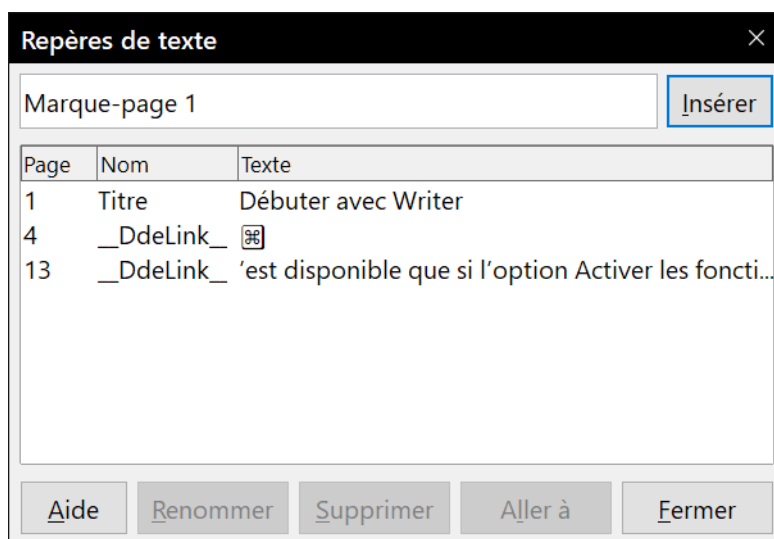 Repères de texte
Marque-page 1 Insérer
Page Nom Texte
1 Titre Débuter avec Writer
4 __DdeLink__ ⌘
13 __DdeLink__ ’est disponible que si l’option Activer les foncti...
Aide Renommer Supprimer Aller à Fermer